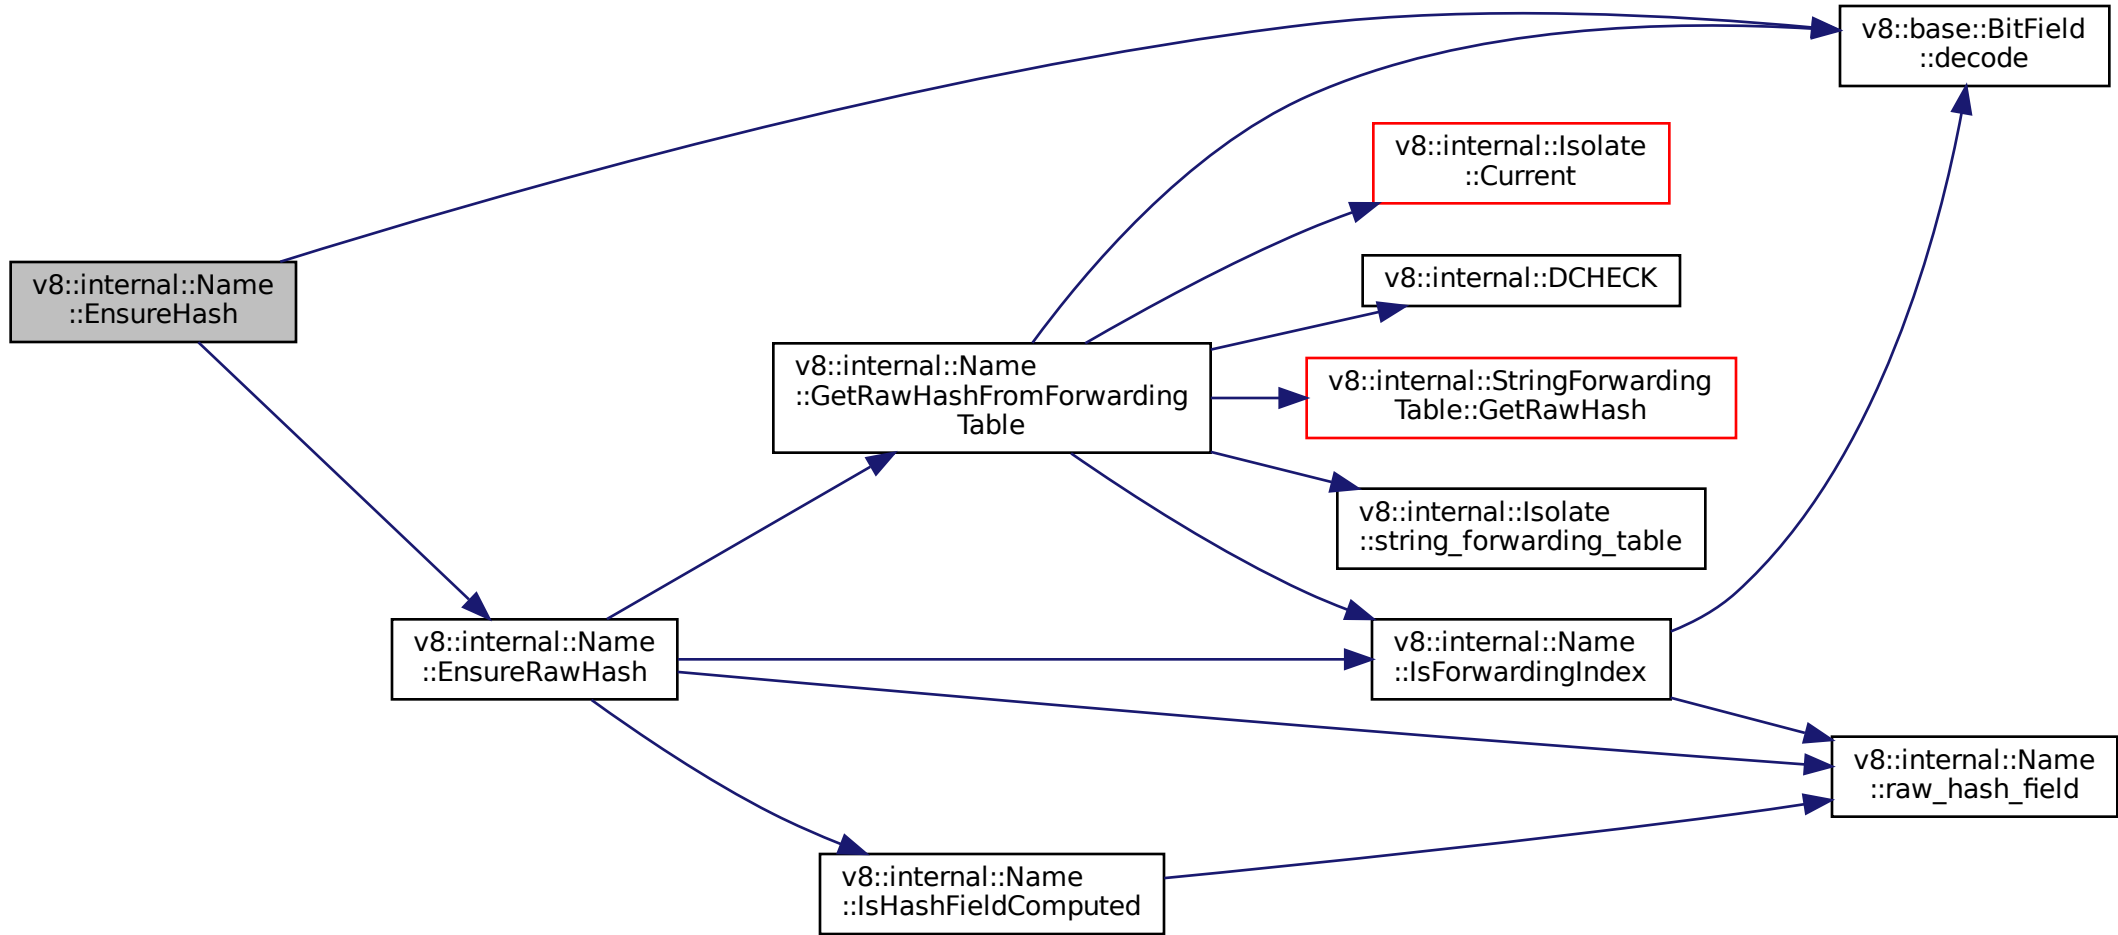 v8::base::BitField
::decode
v8::internal::Isolate
::Current
v8::internal::Name
::EnsureHash
v8::internal::DCHECK
v8::internal::Name
::GetRawHashFromForwarding
Table
v8::internal::StringForwarding
Table::GetRawHash
v8::internal::Isolate
::string_forwarding_table
v8::internal::Name
::EnsureRawHash
v8::internal::Name
::IsForwardingIndex
v8::internal::Name
::raw_hash_field
v8::internal::Name
::IsHashFieldComputed